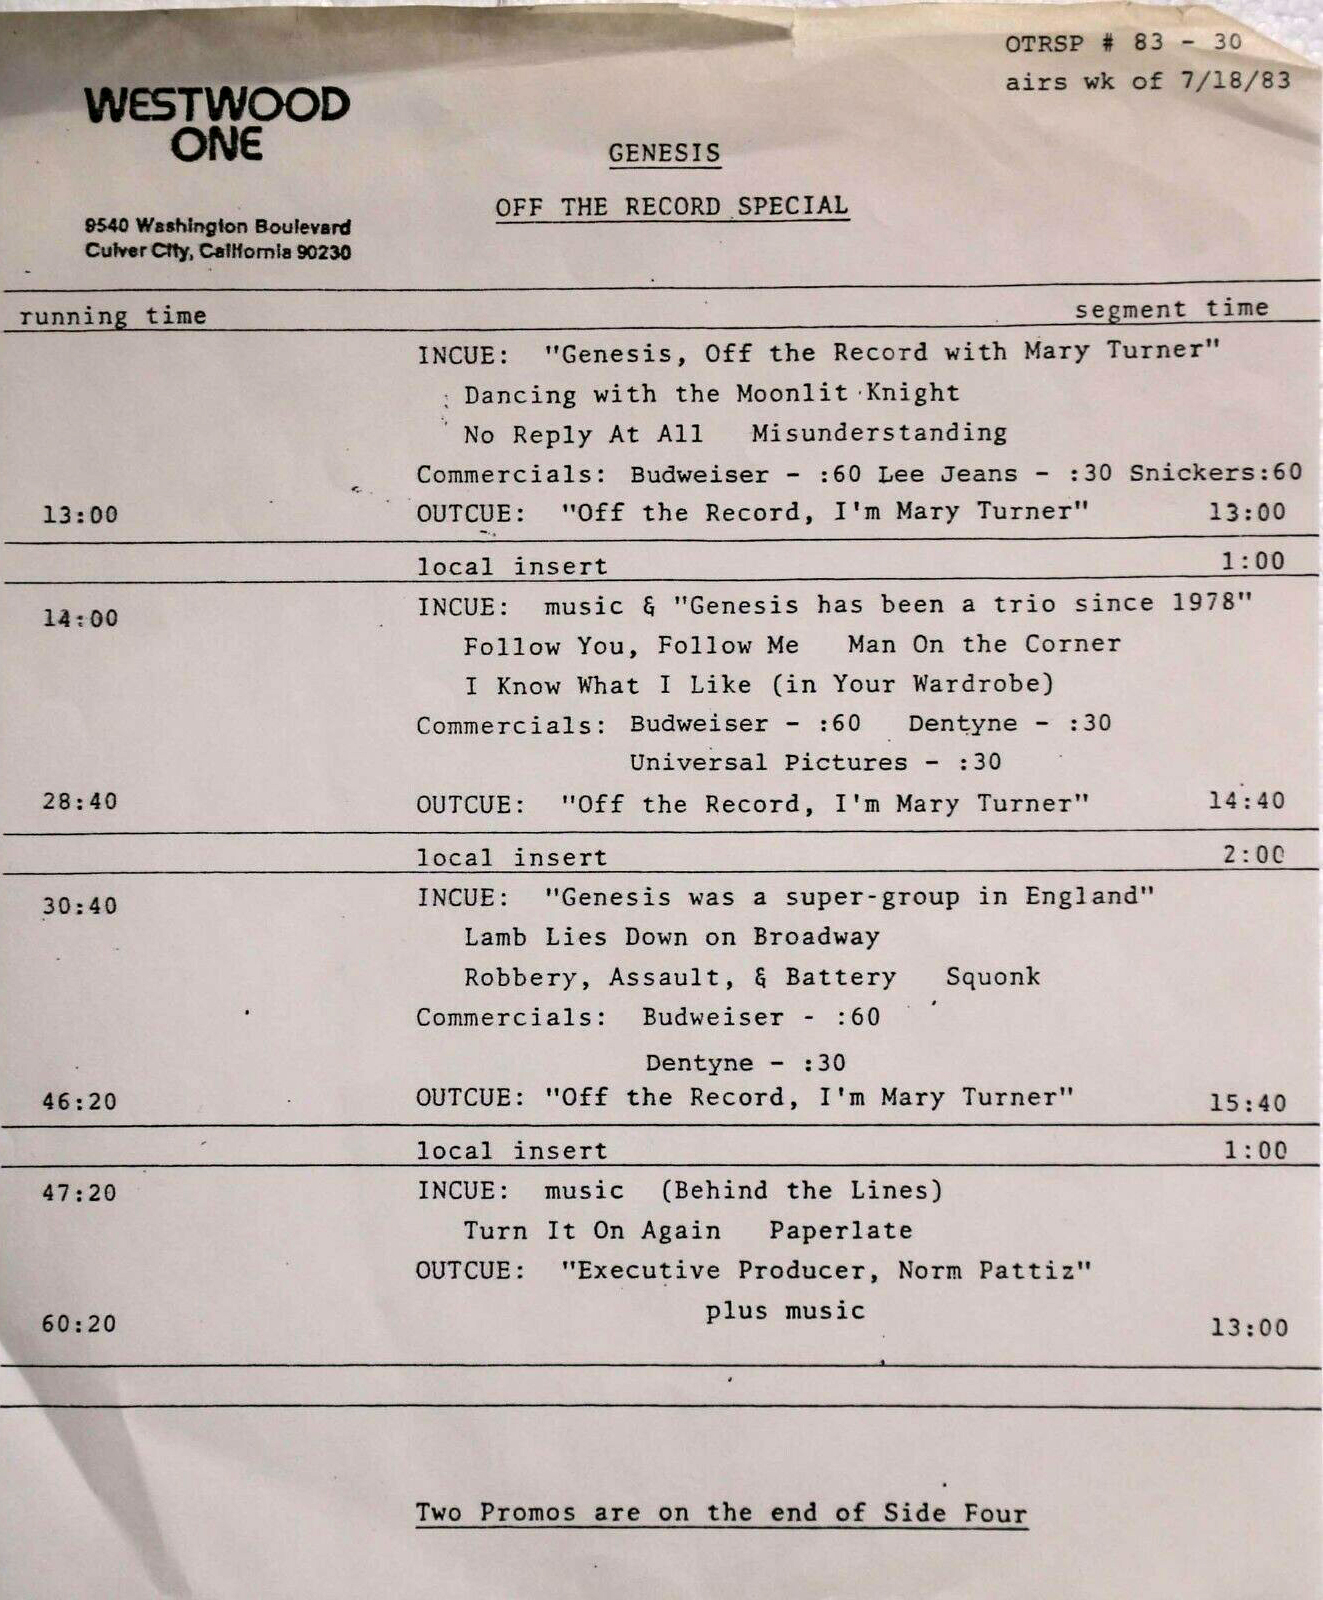 OTRSP # 83 - 30
airs wk of 7/18/83
WESTWOOD
ONE
GENESIS
OFF THE RECORD SPECIAL
9540 Washington Boulevard
Culver City, California 90230
running time segment time
INCUE: "Genesis, Off the Record with Mary Turner"
Dancing with the Moonlit Knight
No Reply At All Misunderstanding
Commercials: Budweiser - :60 Lee Jeans - :30 Snickers:60
13:00 OUTCUE: "Off the Record, I'm Mary Turner" 13:00
local insert 1:00
14:00 INCUE: music & "Genesis has been a trio since 1978"
Follow You, Follow Me Man On the Corner
I Know What I Like (in Your Wardrobe)
Commercials: Budweiser - :60 Dentyne - :30
Universal Pictures - :30
28:40 OUTCUE: "Off the Record, I'm Mary Turner" 14:40
local insert 2:00
30:40 INCUE: "Genesis was a super-group in England"
Lamb Lies Down on Broadway
Robbery, Assault, & Battery Squonk
Commercials: Budweiser - :60
Dentyne - :30
46:20 OUTCUE: "Off the Record, I'm Mary Turner" 15:40
local insert 1:00
47:20 INCUE: music (Behind the Lines)
Turn It On Again Paperlate
OUTCUE: "Executive Producer, Norm Pattiz"
plus music
60:20 13:00
Two Promos are on the end of Side Four